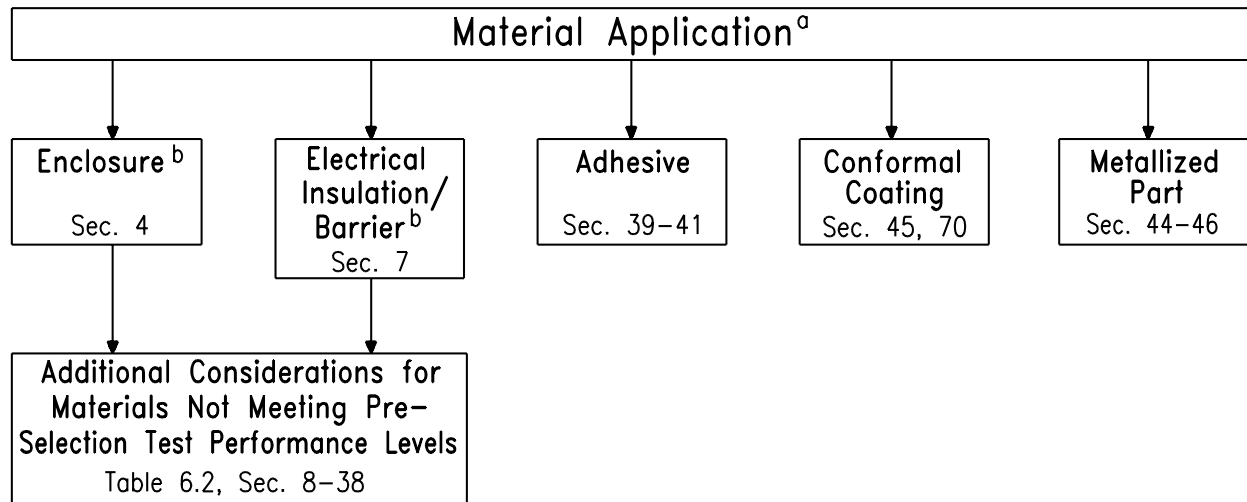 Material Application a
Enclosure b
Sec. 4
Electrical
Insulation/
Barrier b
Sec. 7
Adhesive
Sec. 39-41
Conformal
Coating
Sec. 45, 70
Metallized
Part
Sec. 44-46
Additional Considerations for
Materials Not Meeting Pre-
Selection Test Performance Levels
Table 6.2, Sec. 8-38